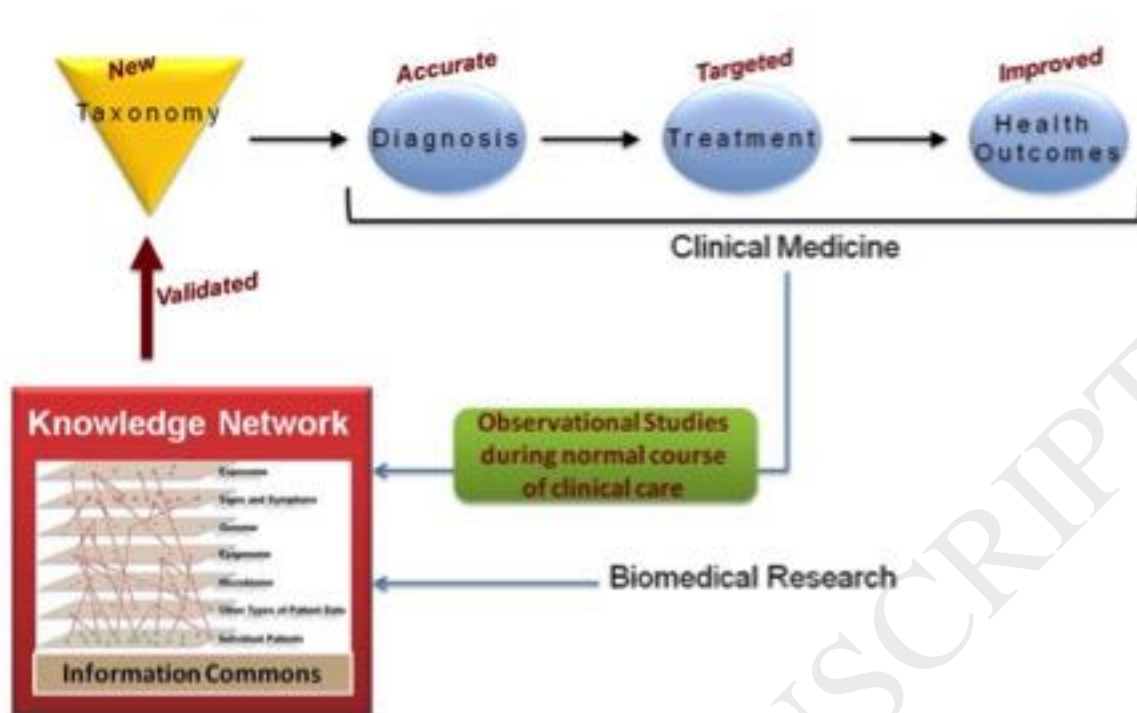 New
Taxonomy
Accurate
Diagnosis
Targeted
Treatment
Improved
Health
Outcomes
Clinical Medicine
Validated
Knowledge Network
Exposome
Signs and Symptoms
Genome
Epigenome
Microbiome
Other Types of Patient Data
Individual Patients
Information Commons
Observational Studies
during normal course
of clinical care
Biomedical Research
NSCRIPT